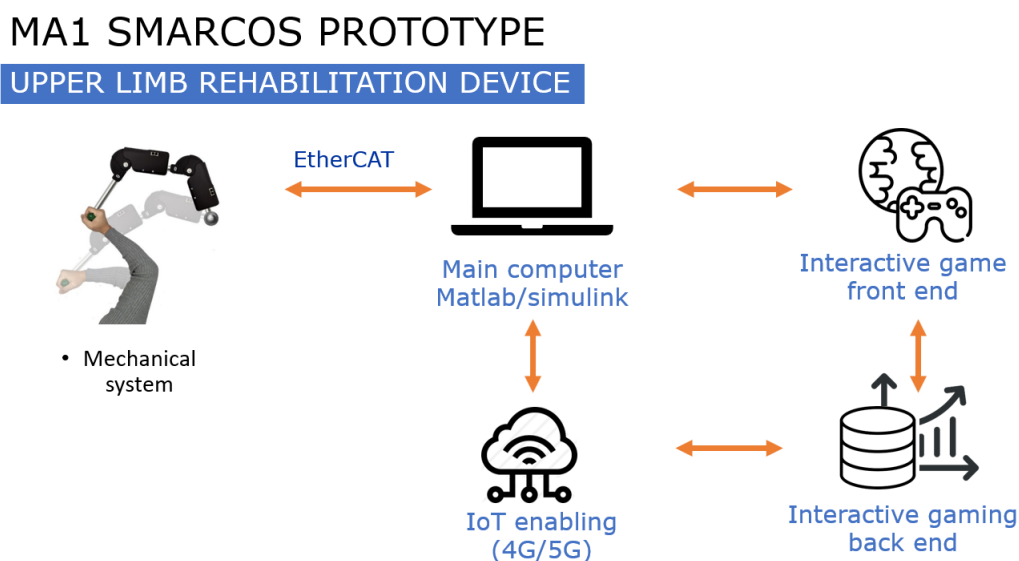 MA1 SMARCOS PROTOTYPE
UPPER LIMB REHABILITATION DEVICE
EtherCAT
Main computer
Matlab/simulink
Interactive game
front end
• Mechanical
system
IoT enabling
(4G/5G)
Interactive gaming
back end